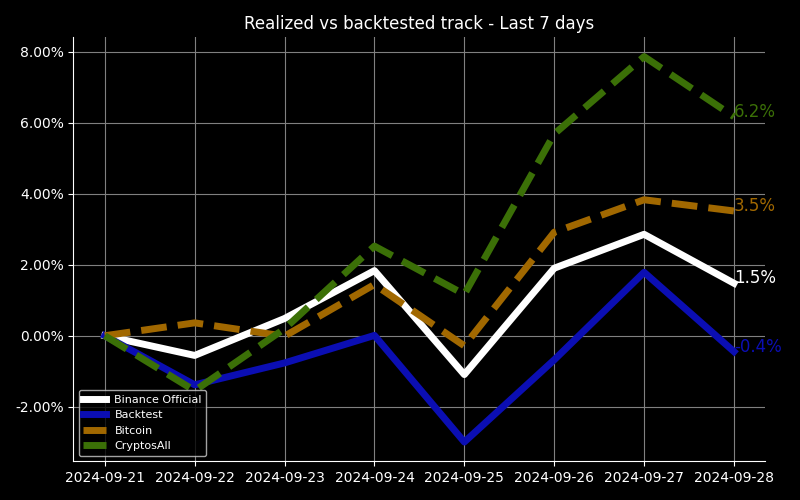 Realized vs backtested track - Last 7 days
8.00%
6.00%
4.00%
2.00%
0.00%
-2.00%
6.2%
3.5%
1.5%
-0.4%
Binance Official
Backtest
Bitcoin
CryptosAll
2024-09-21 2024-09-22 2024-09-23 2024-09-24 2024-09-25 2024-09-26 2024-09-27 2024-09-28